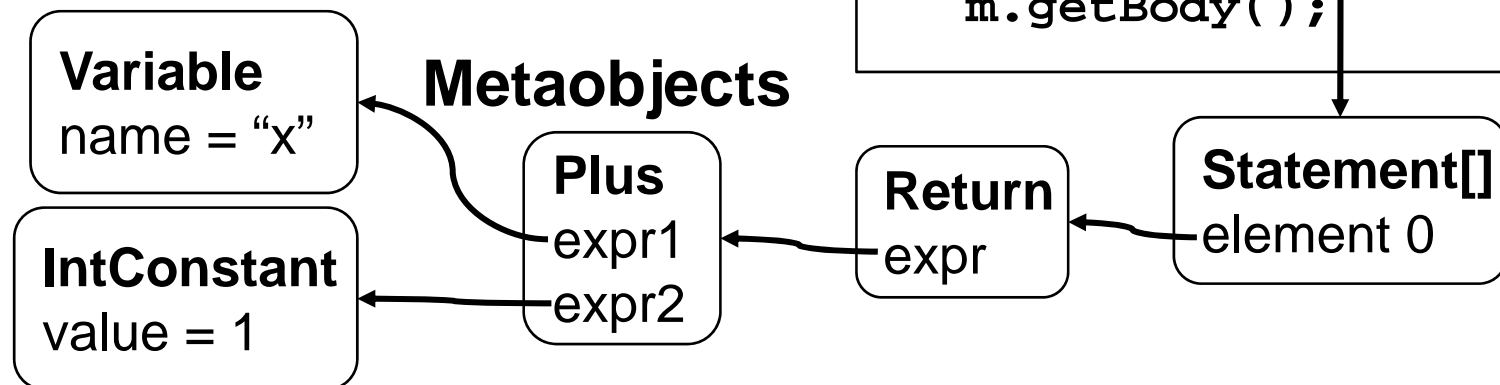 m.getBody();
Variable
name = “x”
Metaobjects
IntConstant
value = 1
Plus
expr1
expr2
Return
expr
Statement[]
element 0